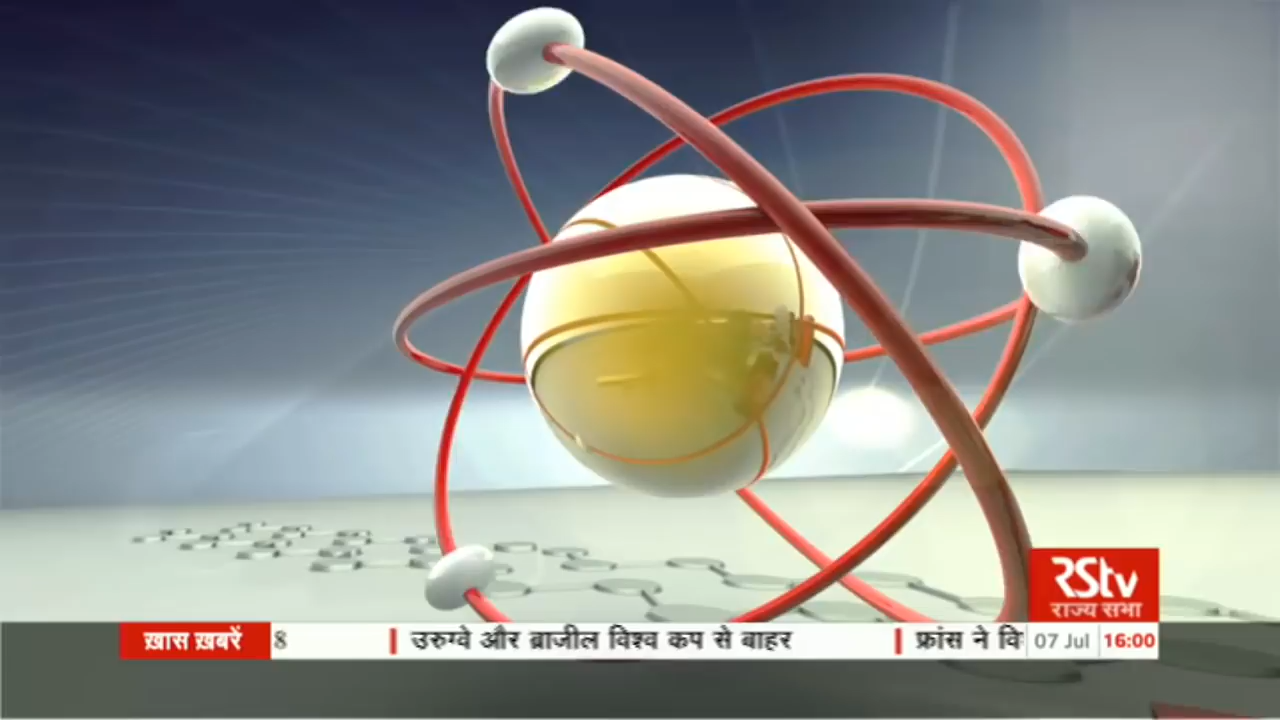 RStv
राज्य सभा
ख़ास ख़बरें 8 उरुग्वे और ब्राजील विश्व कप से बाहर फ्रांस ने वि 07 Jul 16:00